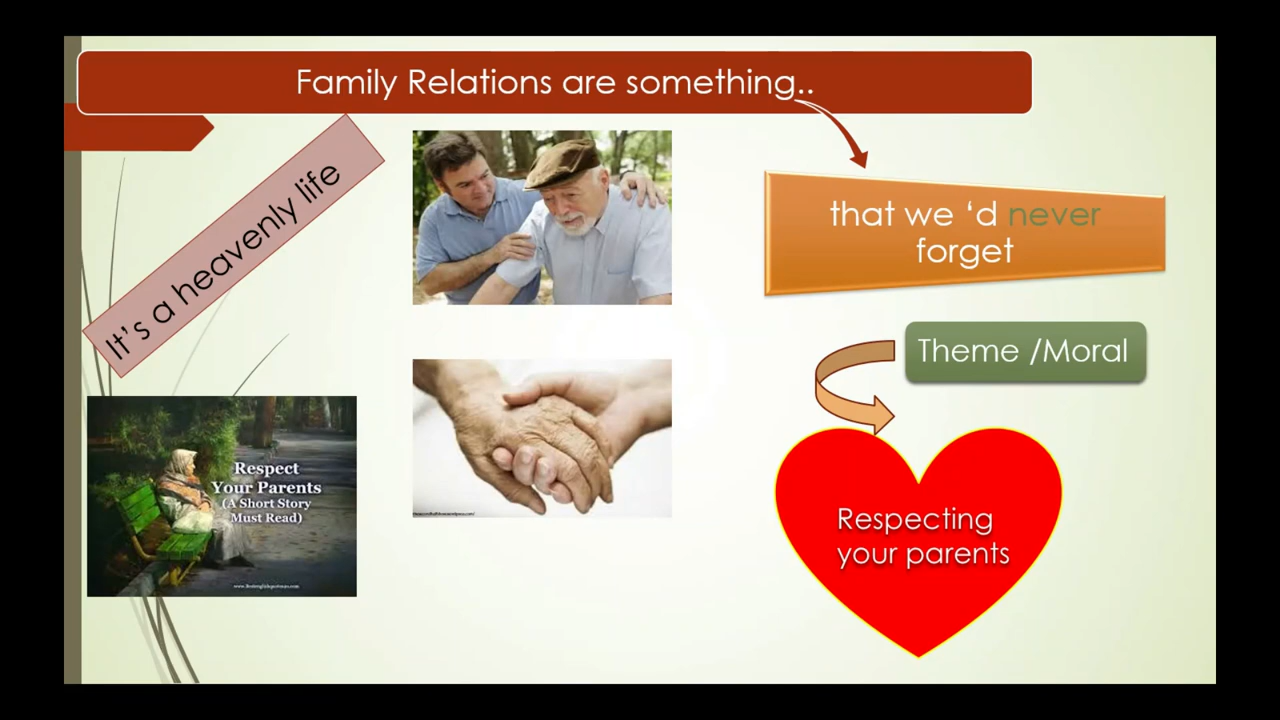 Family Relations are something..
It's a heavenly life
that we 'd never
forget
Theme /Moral
Respect
Your Parents
(A Short Story
Must Read)
Respecting
your parents